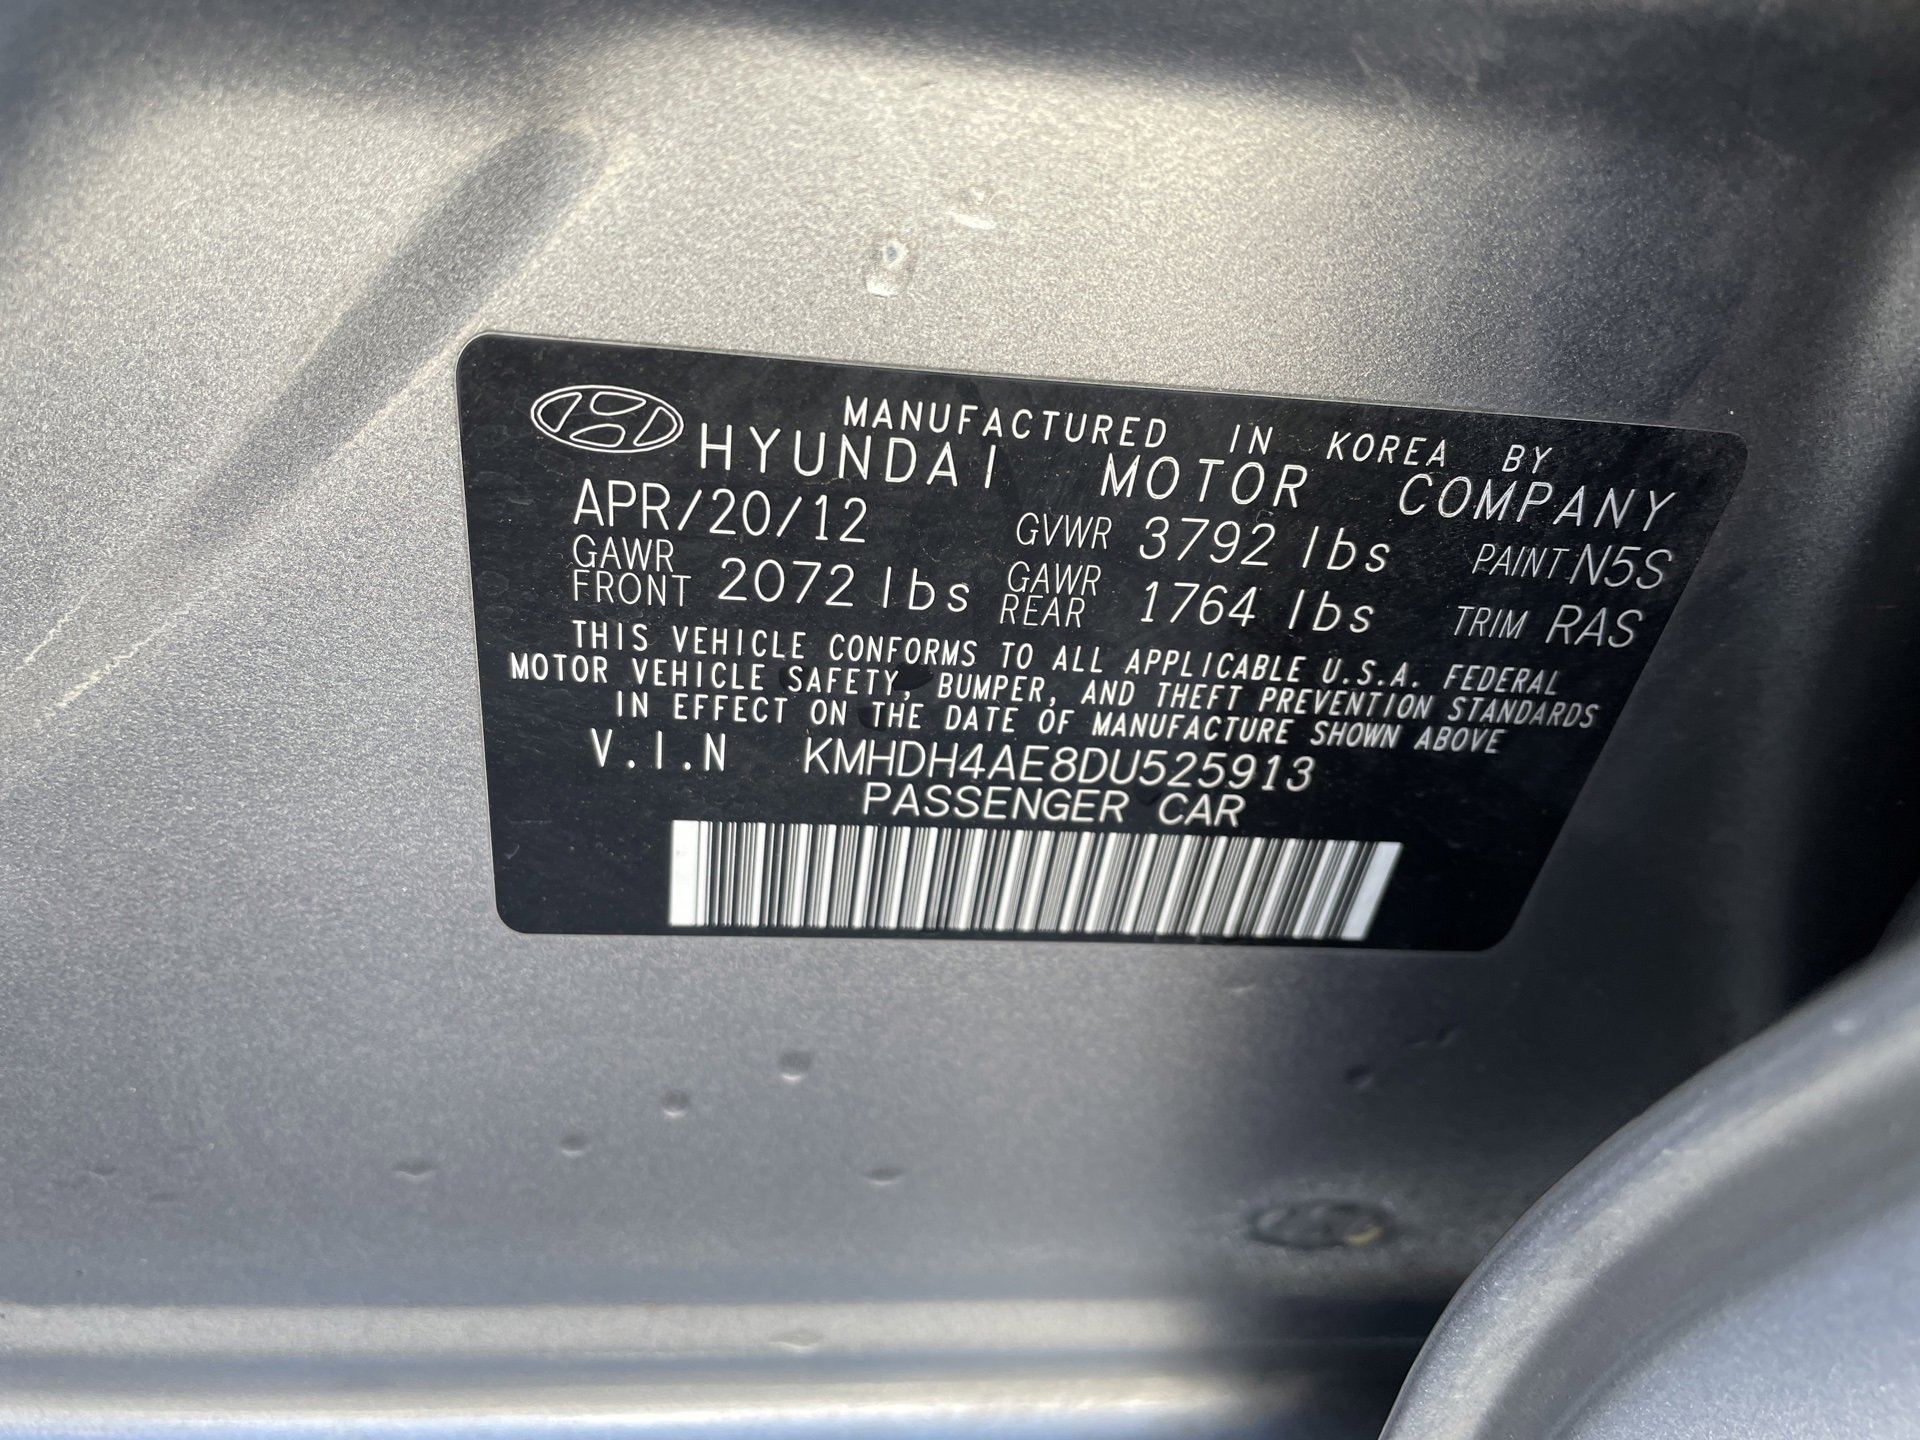 MANUFACTURED IN KOREA BY
HYUNDAI MOTOR COMPANY
APR/20/12 GVWR 3792 lbs PAINT N5S
GAWR FRONT 2072 lbs GAWR REAR 1764 lbs TRIM RAS
THIS VEHICLE CONFORMS TO ALL APPLICABLE U.S.A. FEDERAL
MOTOR VEHICLE SAFETY, BUMPER, AND THEFT PREVENTION STANDARDS
IN EFFECT ON THE DATE OF MANUFACTURE SHOWN ABOVE
V.I.N KMHDH4AE8DU525913
PASSENGER CAR